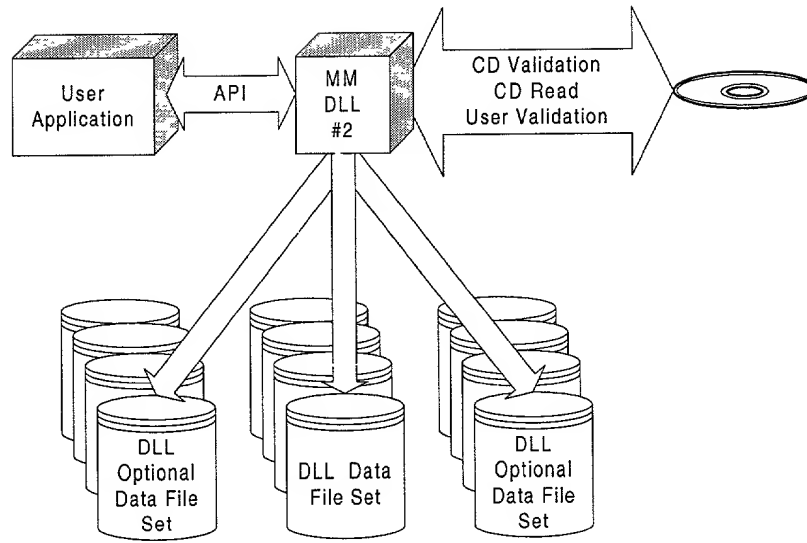 User
Application
API
MM
DLL
#2
CD Validation
CD Read
User Validation
DLL
Optional
Data File
Set
DLL Data
File Set
DLL
Optional
Data File
Set